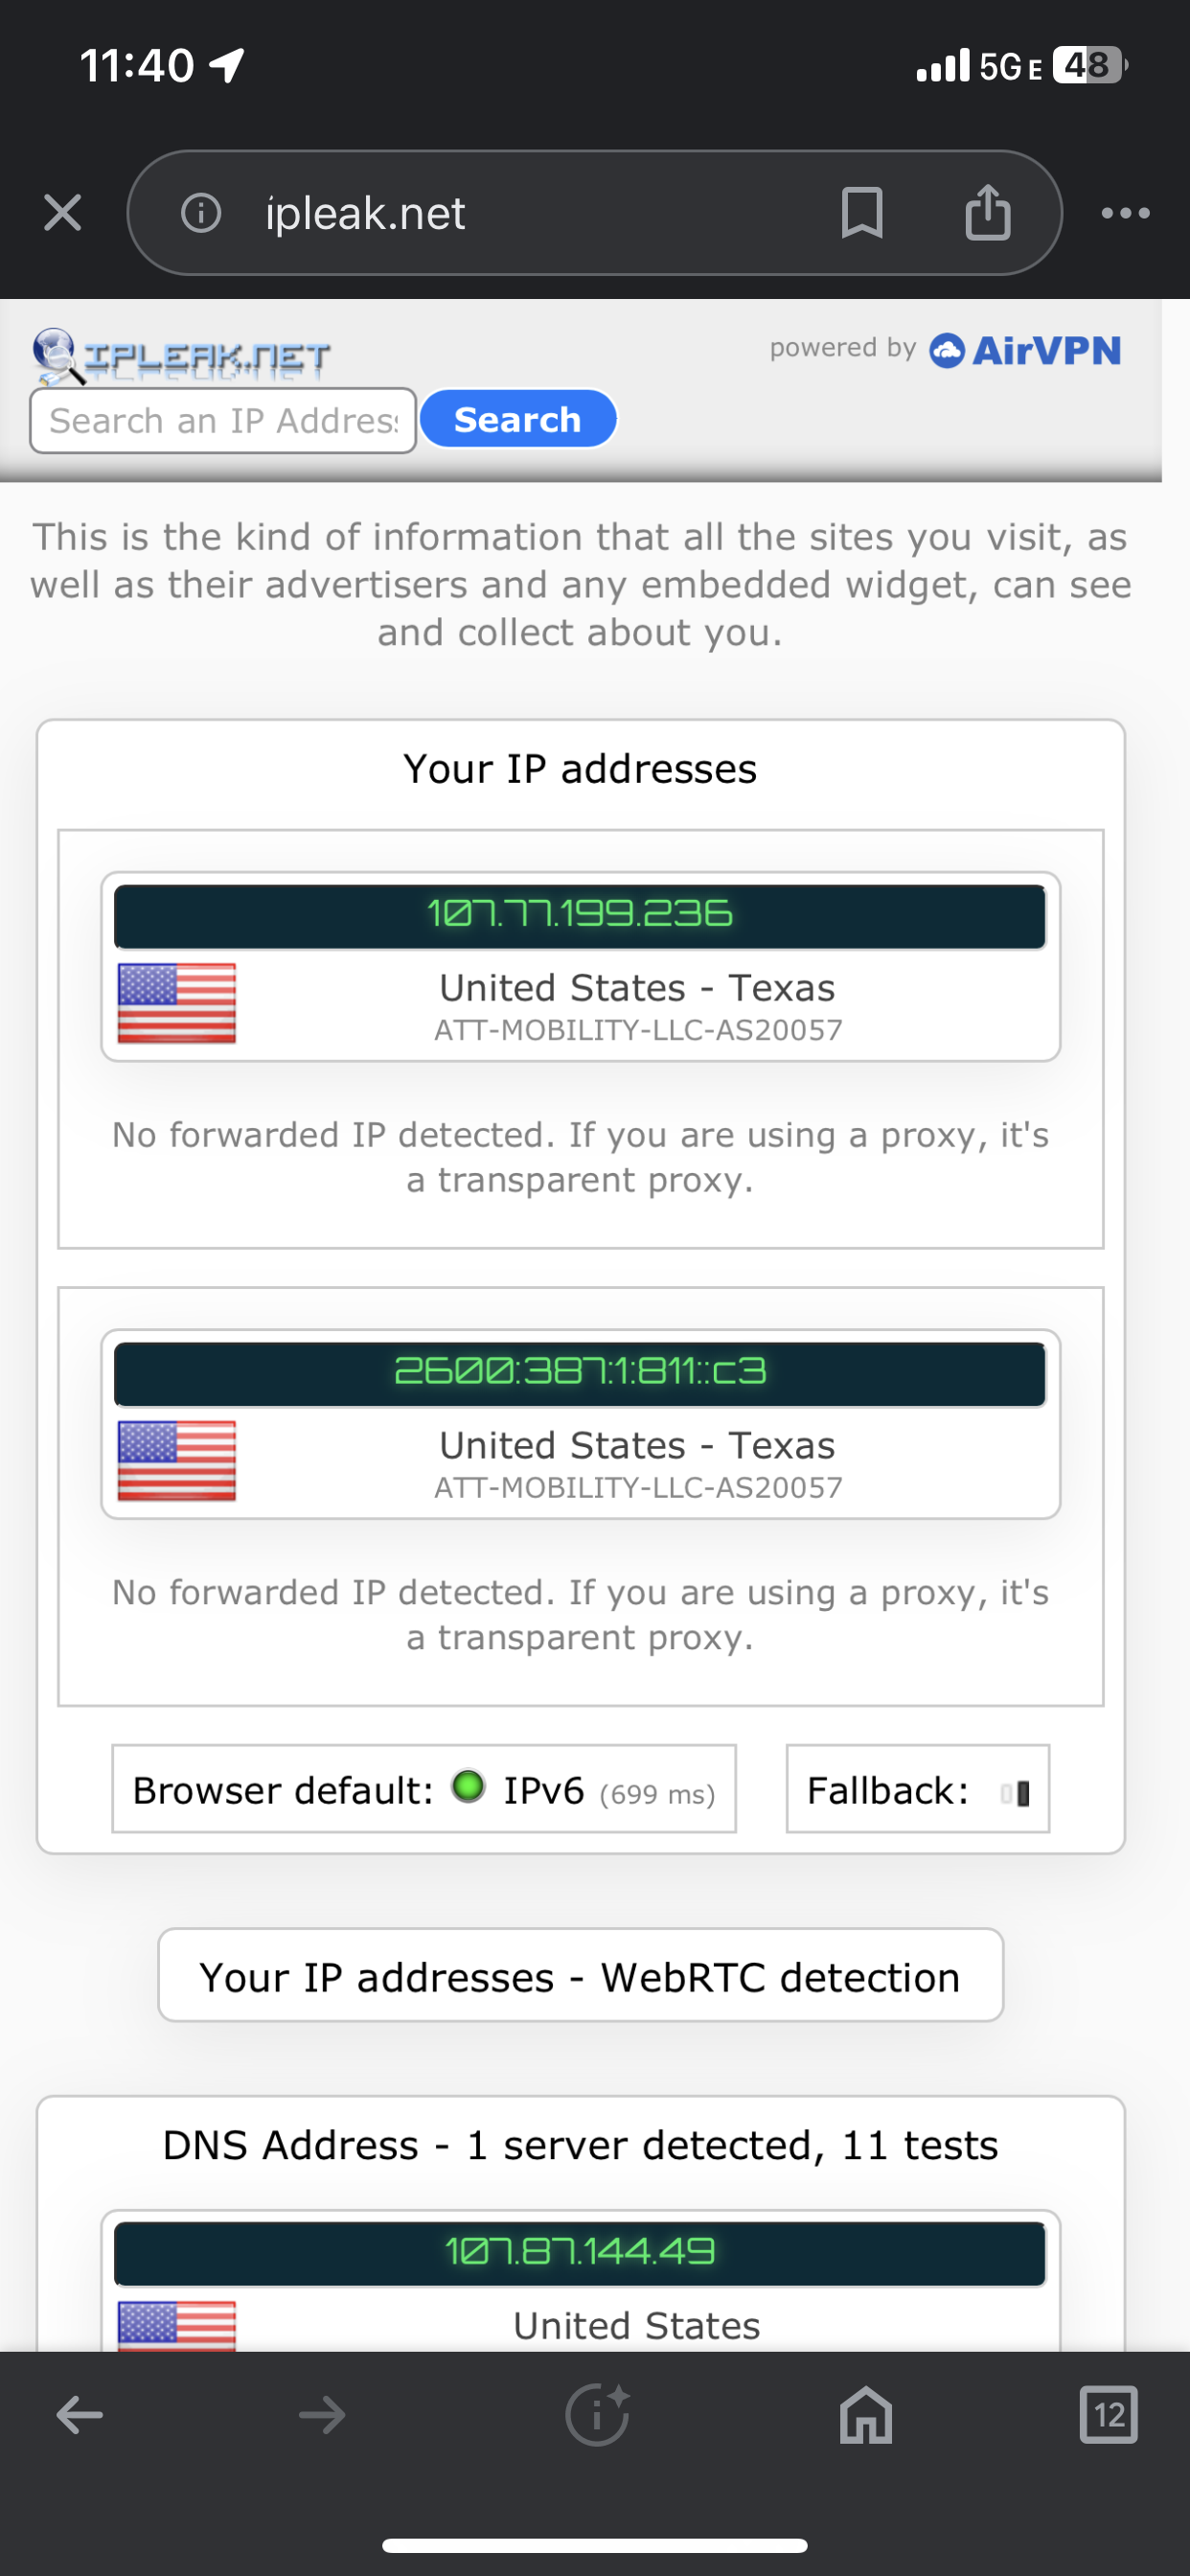 11:40
5G E 48
ipleak.net
IPLEAK.NET
powered by AirVPN
Search an IP Address Search
This is the kind of information that all the sites you visit, as
well as their advertisers and any embedded widget, can see
and collect about you.
Your IP addresses
107.77.199.236
United States - Texas
ATT-MOBILITY-LLC-AS20057
No forwarded IP detected. If you are using a proxy, it's
a transparent proxy.
2600:387:1:811::c3
United States - Texas
ATT-MOBILITY-LLC-AS20057
No forwarded IP detected. If you are using a proxy, it's
a transparent proxy.
Browser default: IPv6 (699 ms) Fallback:
Your IP addresses - WebRTC detection
DNS Address - 1 server detected, 11 tests
107.87.144.49
United States
12